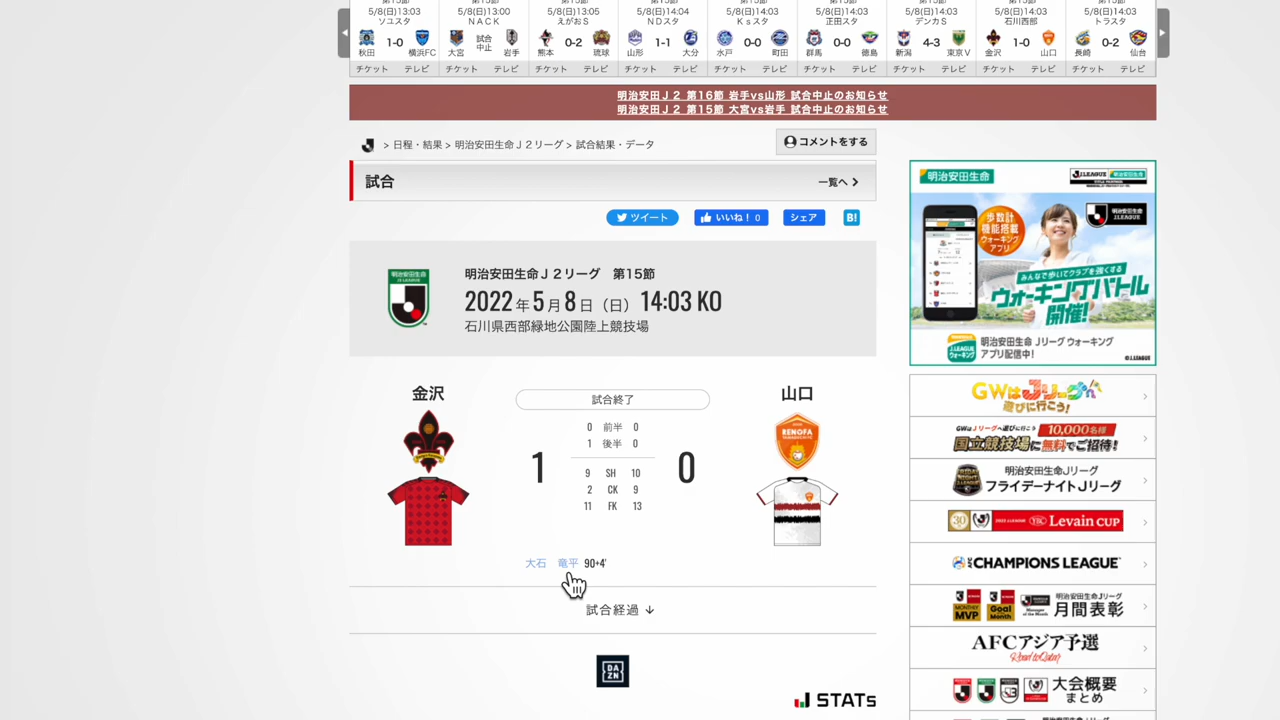 5/8(日)13:03 5/8(日)13:00 5/8(日)13:05 5/8(日)14:04 5/8(日)14:03 5/8(日)14:03 5/8(日)14:03 5/8(日)14:03 5/8(日)14:03
ソユスタ NACK えがおS NDスタ Ksスタ 正田スタ デンカS 石川西部 トラスタ
秋田 1-0 横浜FC 大宮 試合中止 岩手 熊本 0-2 琉球 山形 1-1 大分 水戸 0-0 町田 群馬 0-0 徳島 新潟 4-3 東京V 金沢 1-0 山口 長崎 0-2 仙台
チケット テレビ チケット テレビ チケット テレビ チケット テレビ チケット テレビ チケット テレビ チケット テレビ チケット テレビ チケット テレビ
明治安田J2 第16節 岩手vs山形 試合中止のお知らせ
明治安田J2 第15節 大宮vs岩手 試合中止のお知らせ
> 日程・結果 > 明治安田生命J2リーグ > 試合結果・データ
コメントをする
試合
一覧へ
ツイート いいね！ 0 シェア B!
明治安田生命J2リーグ 第15節
2022年5月8日（日）14:03 KO
石川県西部緑地公園陸上競技場
金沢
試合終了
山口
0 前半 0
1 後半 0
1 0
9 SH 10
2 CK 9
11 FK 13
RENOFA
大石 竜平 90+4'
試合経過 ↓
DAZN
STATS
明治安田生命
J.LEAGUE
歩数計
機能搭載
ウォーキング
アプリ
みんなで歩いてクラブを強くする
ウォーキングバトル
開催!
明治安田生命 Jリーグ ウォーキング
アプリ配信中!
©J.LEAGUE
GWはJリーグへ
遊びに行こう!
GWはJリーグへ遊びに行こう
10,000名様
国立競技場に無料でご招待!
明治安田生命Jリーグ
フライデーナイトJリーグ
30
YBC Levain CUP
AFC CHAMPIONS LEAGUE
MONTHLY MVP
Goal of the Month
明治安田生命Jリーグ
月間表彰
AFCアジア予選
Road to Qatar
大会概要
まとめ